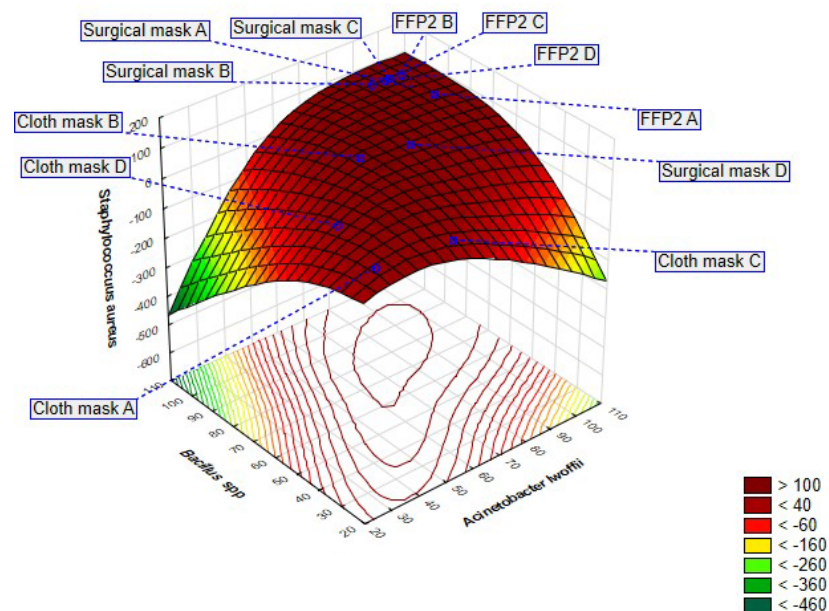 Surgical mask A
Surgical mask C
FFP2 B
FFP2 C
Surgical mask B
FFP2 D
Cloth mask B
FFP2 A
Cloth mask D
Surgical mask D
Cloth mask C
Cloth mask A
Staphylococcus aureus
200
100
0
-100
-200
-300
-400
-500
-600
Bacillus spp
110
100
90
80
70
60
50
40
30
20
Acinetobacter lwoffii
20
30
40
50
60
70
80
90
100
110
> 100
< 40
< -60
< -160
< -260
< -360
< -460